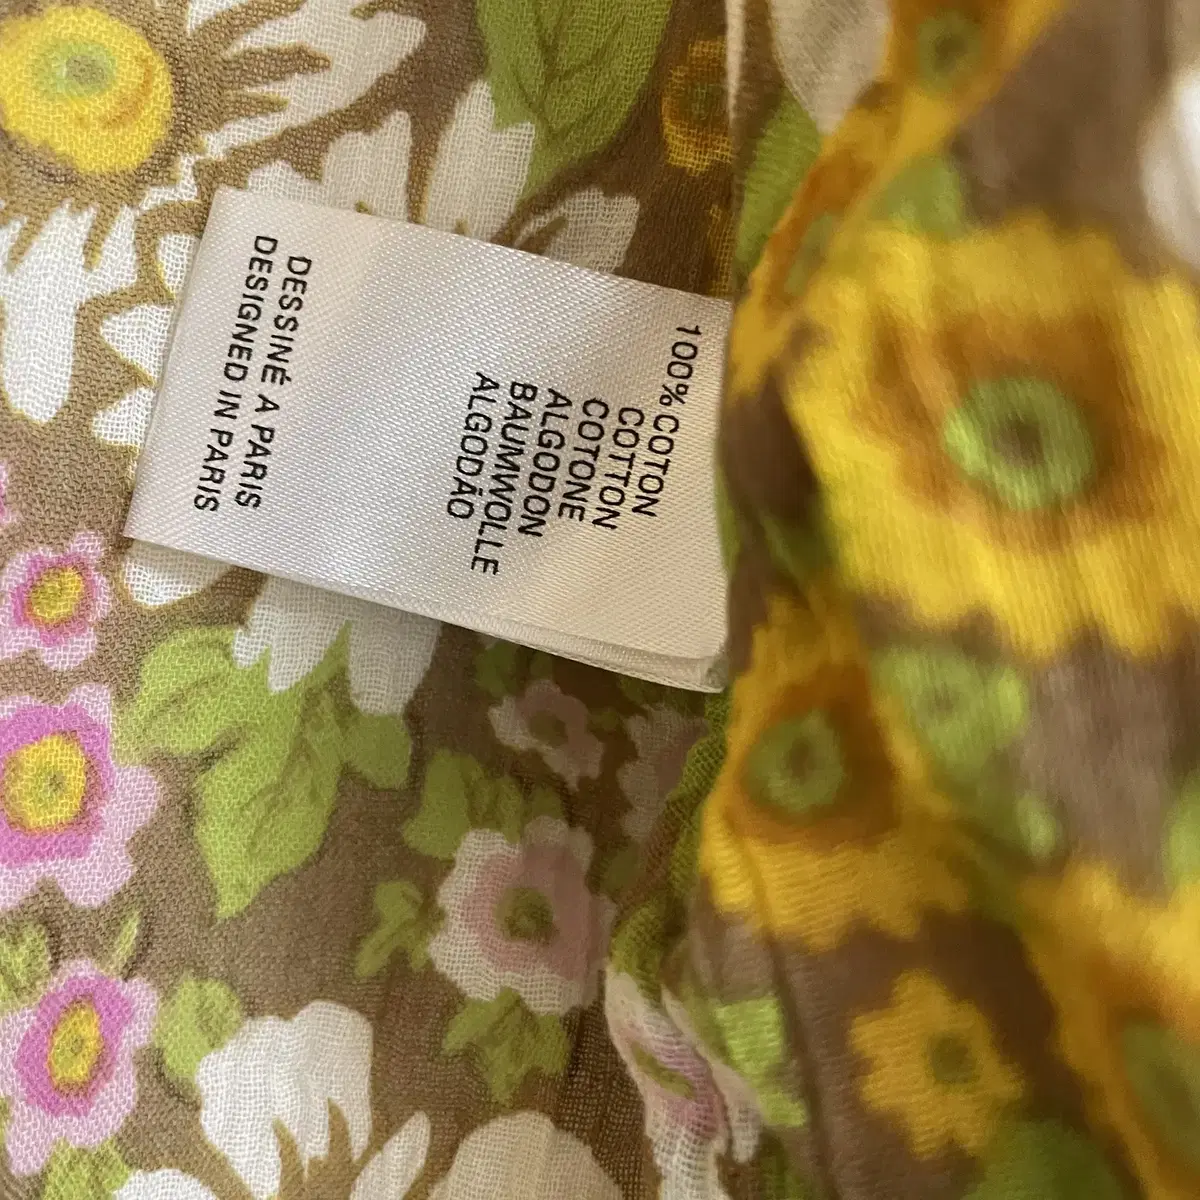 100% COTON
COTTON
COTONE
ALGODON
BAUMWOLLE
ALGODÃO
DESSINÉ A PARIS
DESIGNED IN PARIS